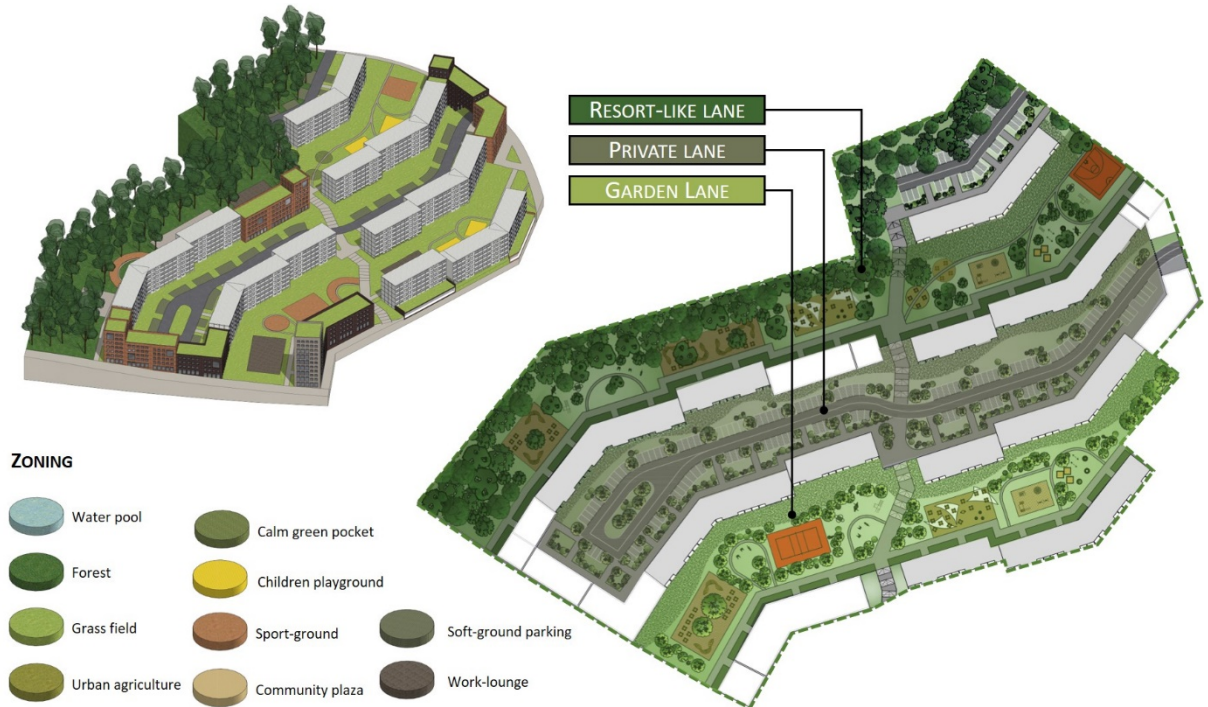 RESORT-LIKE LANE
PRIVATE LANE
GARDEN LANE
ZONING
Water pool
Forest
Grass field
Urban agriculture
Calm green pocket
Children playground
Sport-ground
Community plaza
Soft-ground parking
Work-lounge